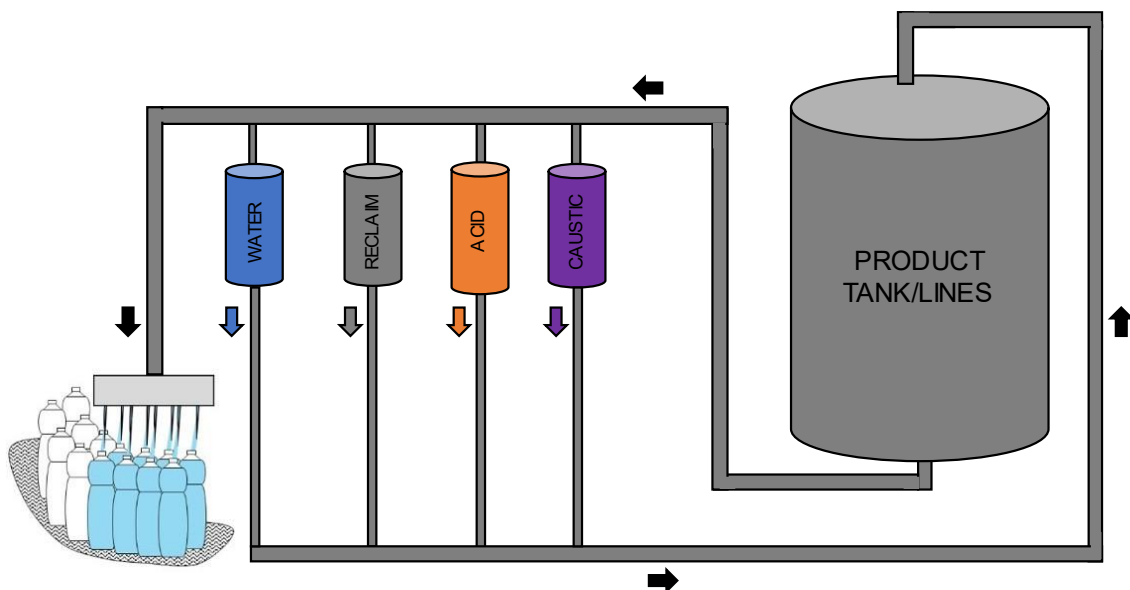 WATER
RECLAIM
ACID
CAUSTIC
PRODUCT
TANK/LINES